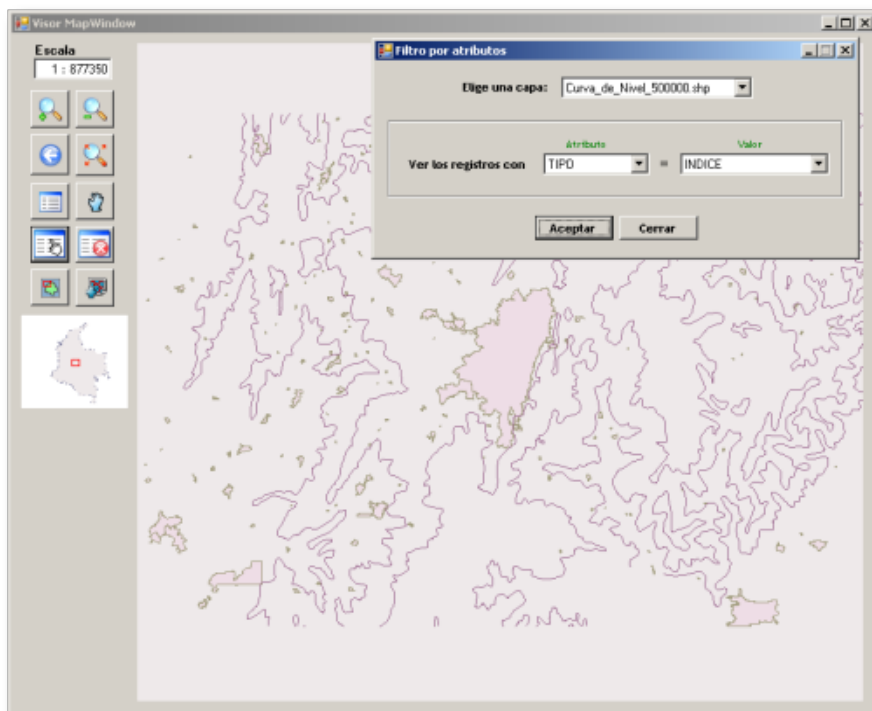 Visor MapWindow
Escala
1 : 877350
Filtro por atributos
Elige una capa: Curva_de_Nivel_500000.shp
Atributo Valor
Ver los registros con TIPO = INDICE
Aceptar Cerrar